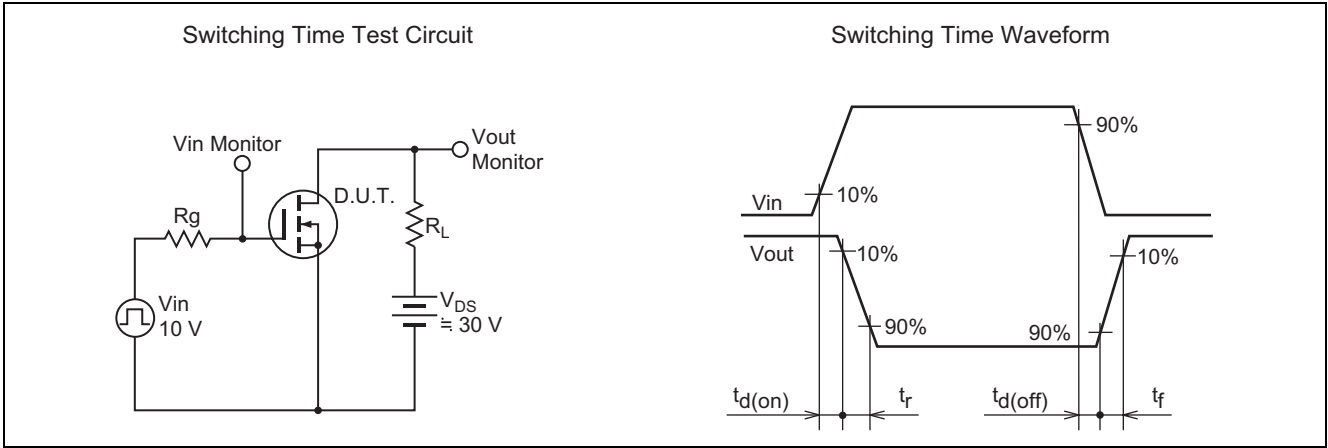 Switching Time Test Circuit
Vin Monitor
Vout
Monitor
D.U.T.
Rg
RL
Vin
10 V
VDS
≒ 30 V
Switching Time Waveform
90%
10%
Vin
Vout
10%
10%
90%
90%
td(on)
tr
td(off)
tf